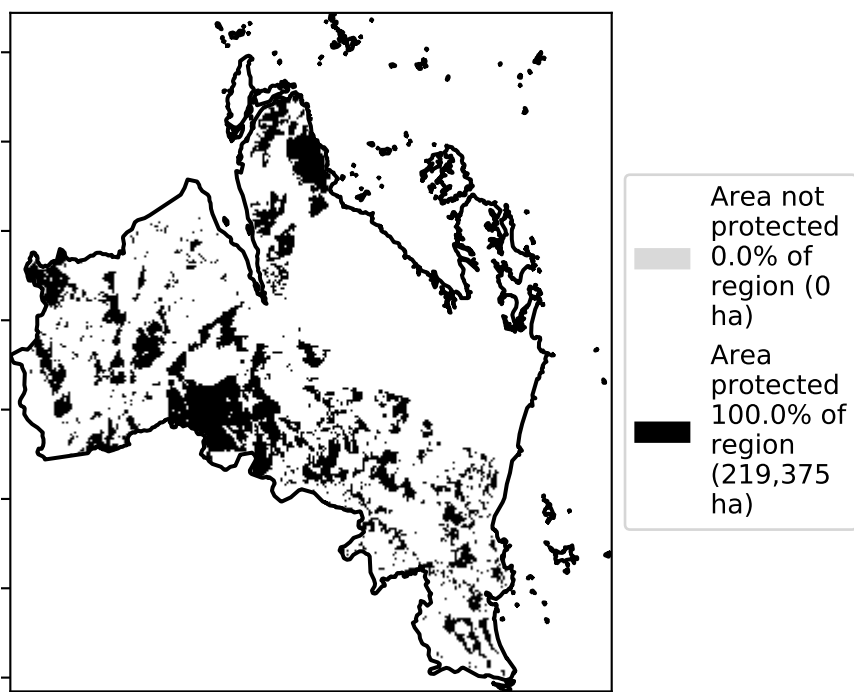 Area not
protected
0.0% of
region (0
ha)
Area
protected
100.0% of
region
(219,375
ha)